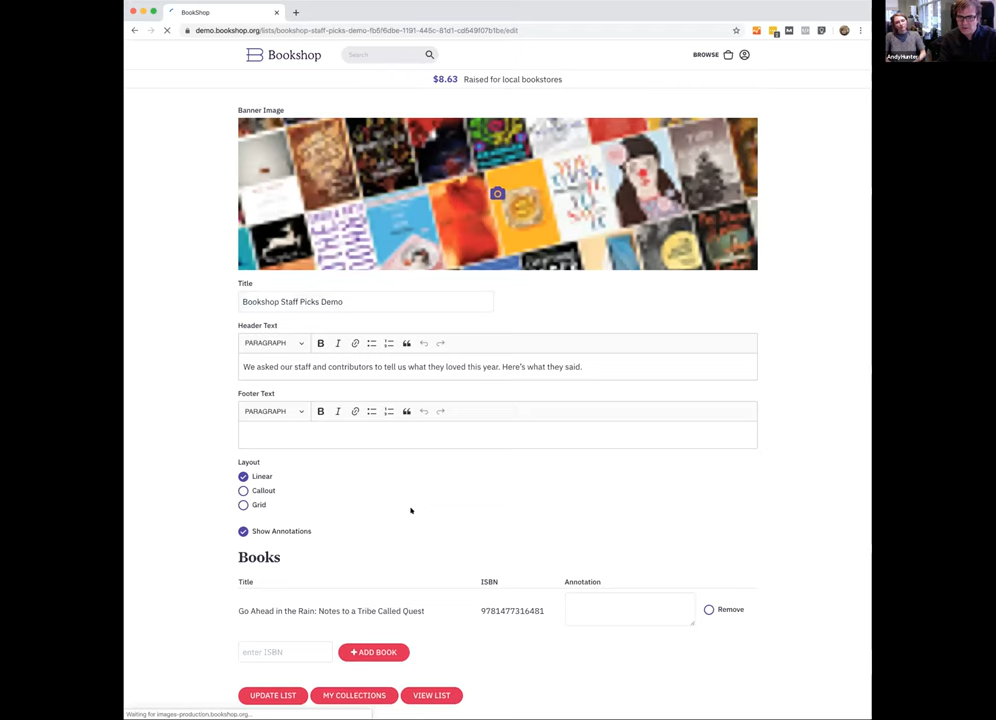 BookShop
demo.bookshop.org/lists/bookshop-staff-picks-demo-fb8f6dbe-1191-445c-81d1-cd549f07b1be/edit
Bookshop
Search
BROWSE
AndyHunter
$8.63 Raised for local bookstores
Banner Image
Title
Bookshop Staff Picks Demo
Header Text
PARAGRAPH
We asked our staff and contributors to tell us what they loved this year. Here's what they said.
Footer Text
PARAGRAPH
Layout
Linear
Callout
Grid
Show Annotations
Books
Title ISBN Annotation
Go Ahead in the Rain: Notes to a Tribe Called Quest 9781477316481 Remove
enter ISBN + ADD BOOK
UPDATE LIST MY COLLECTIONS VIEW LIST
Waiting for images-production.bookshop.org...